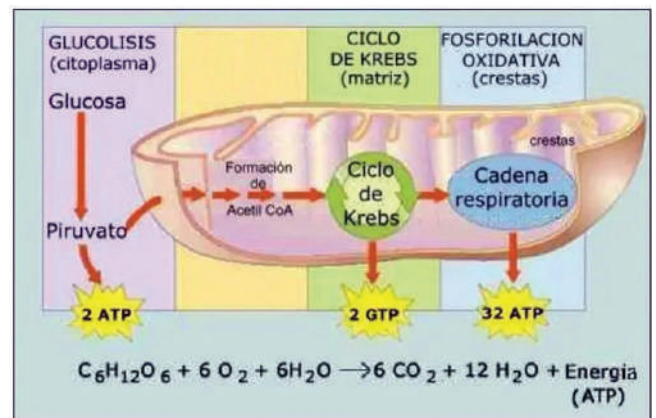 GLUCOLISIS
(citoplasma)
CICLO
DE KREBS
(matriz)
FOSFORILACION
OXIDATIVA
(crestas)
Glucosa
crestas
Formación
de
Acetil CoA
Ciclo
de
Krebs
Cadena
respiratoria
Piruvato
2 ATP
2 GTP
32 ATP
C₆H₁₂O₆ + 6 O₂ + 6H₂O ⟶6 CO₂ + 12 H₂O + Energia
(ATP)